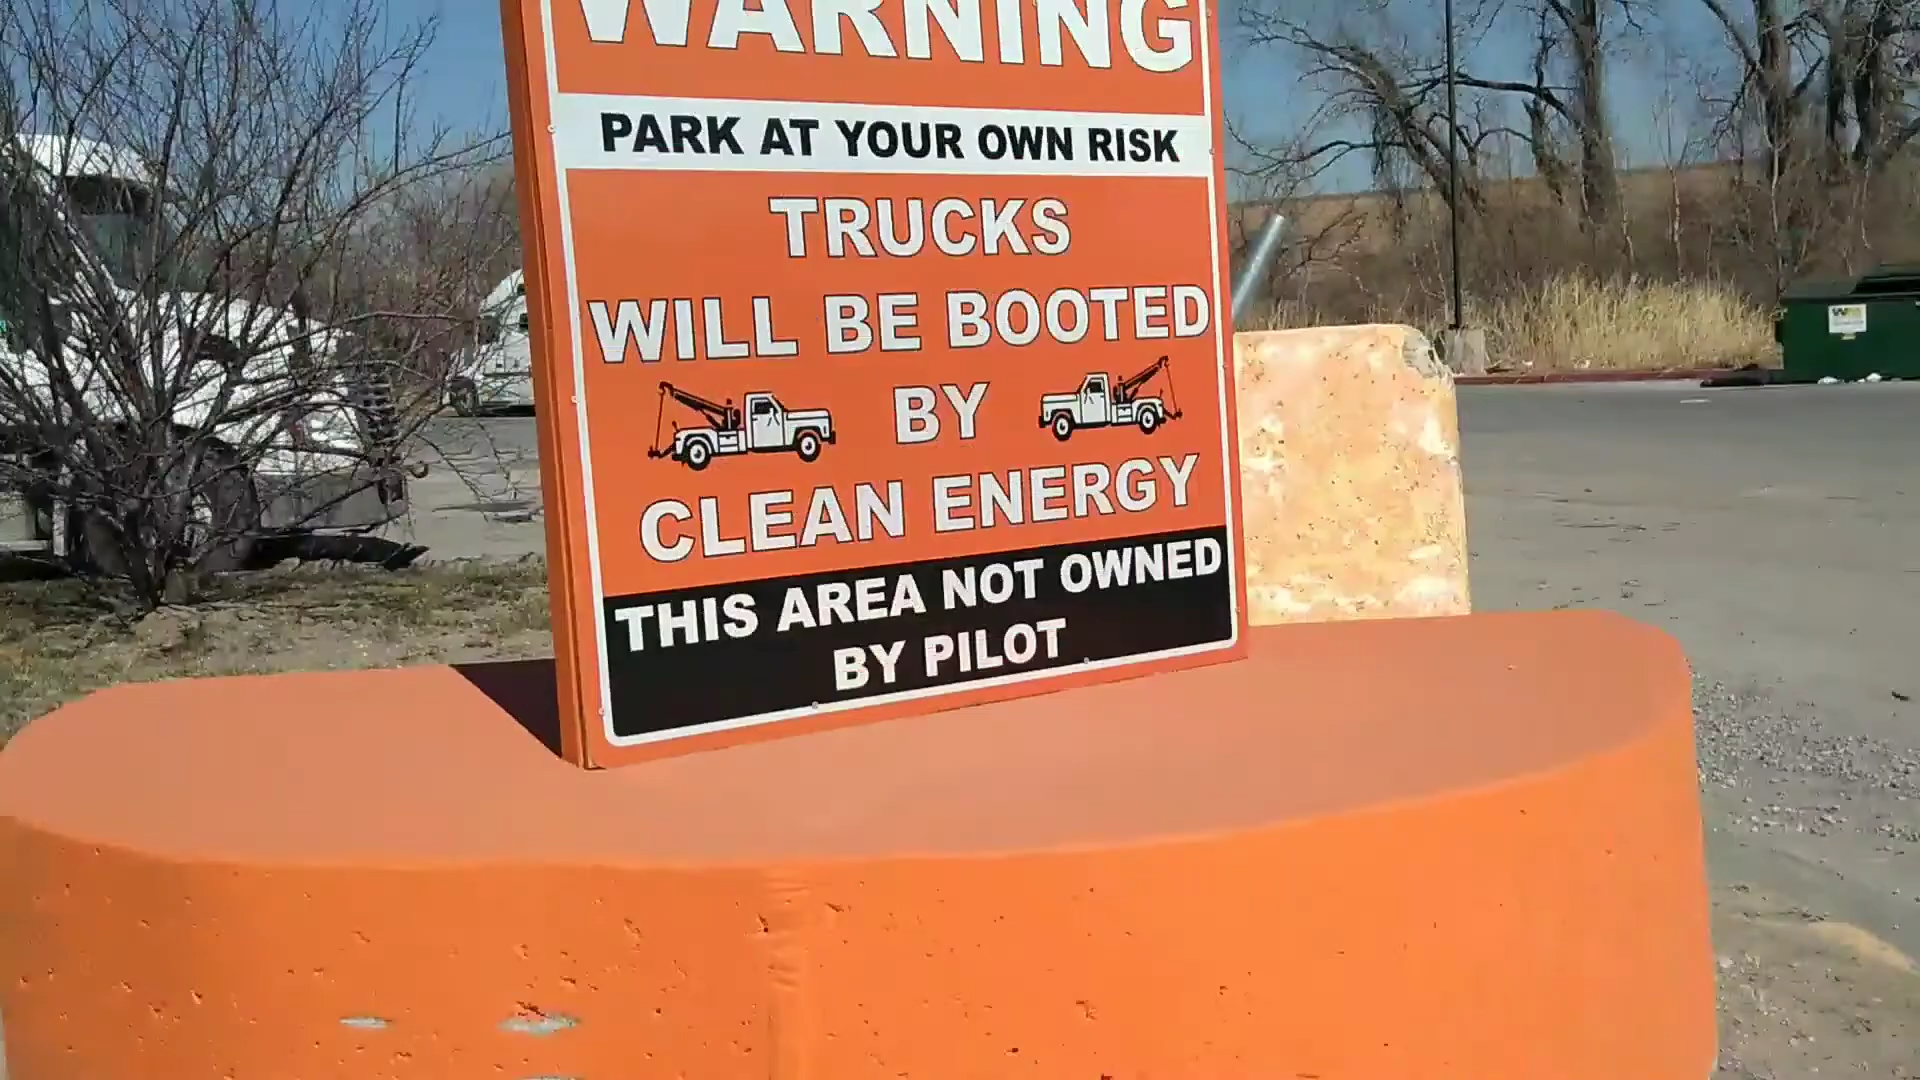 WARNING
PARK AT YOUR OWN RISK
TRUCKS
WILL BE BOOTED
BY
CLEAN ENERGY
THIS AREA NOT OWNED
BY PILOT
WM